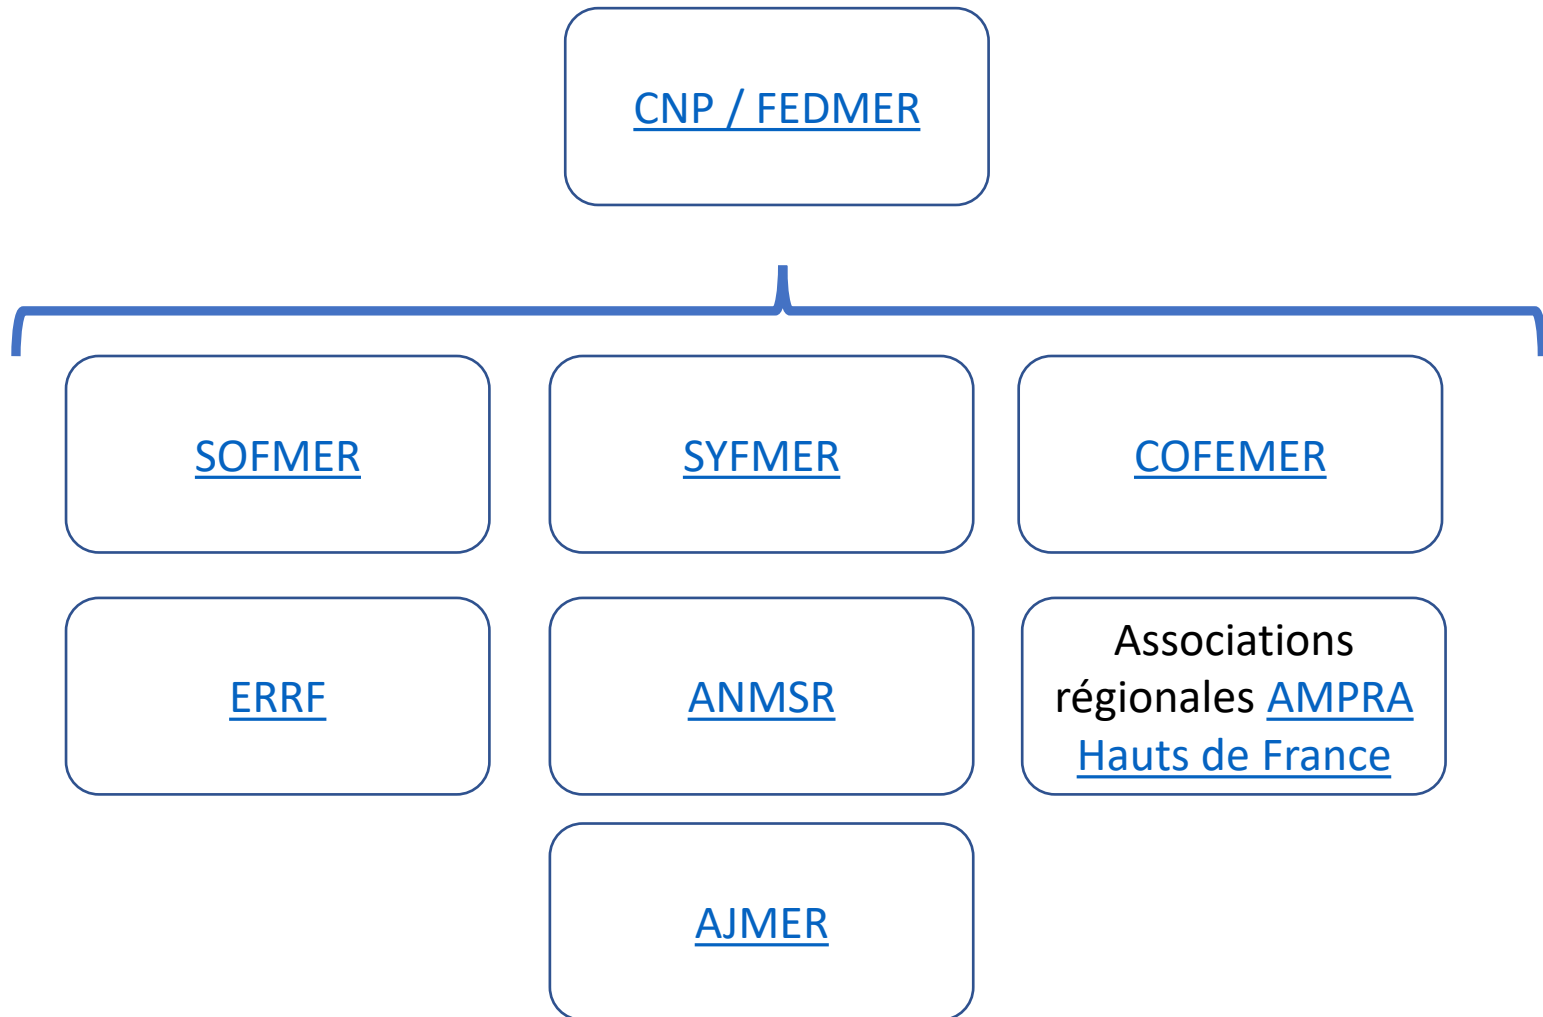 CNP / FEDMER
SOFMER
SYFMER
COFEMER
ERRF
ANMSR
Associations
régionales AMPRA
Hauts de France
AJMER